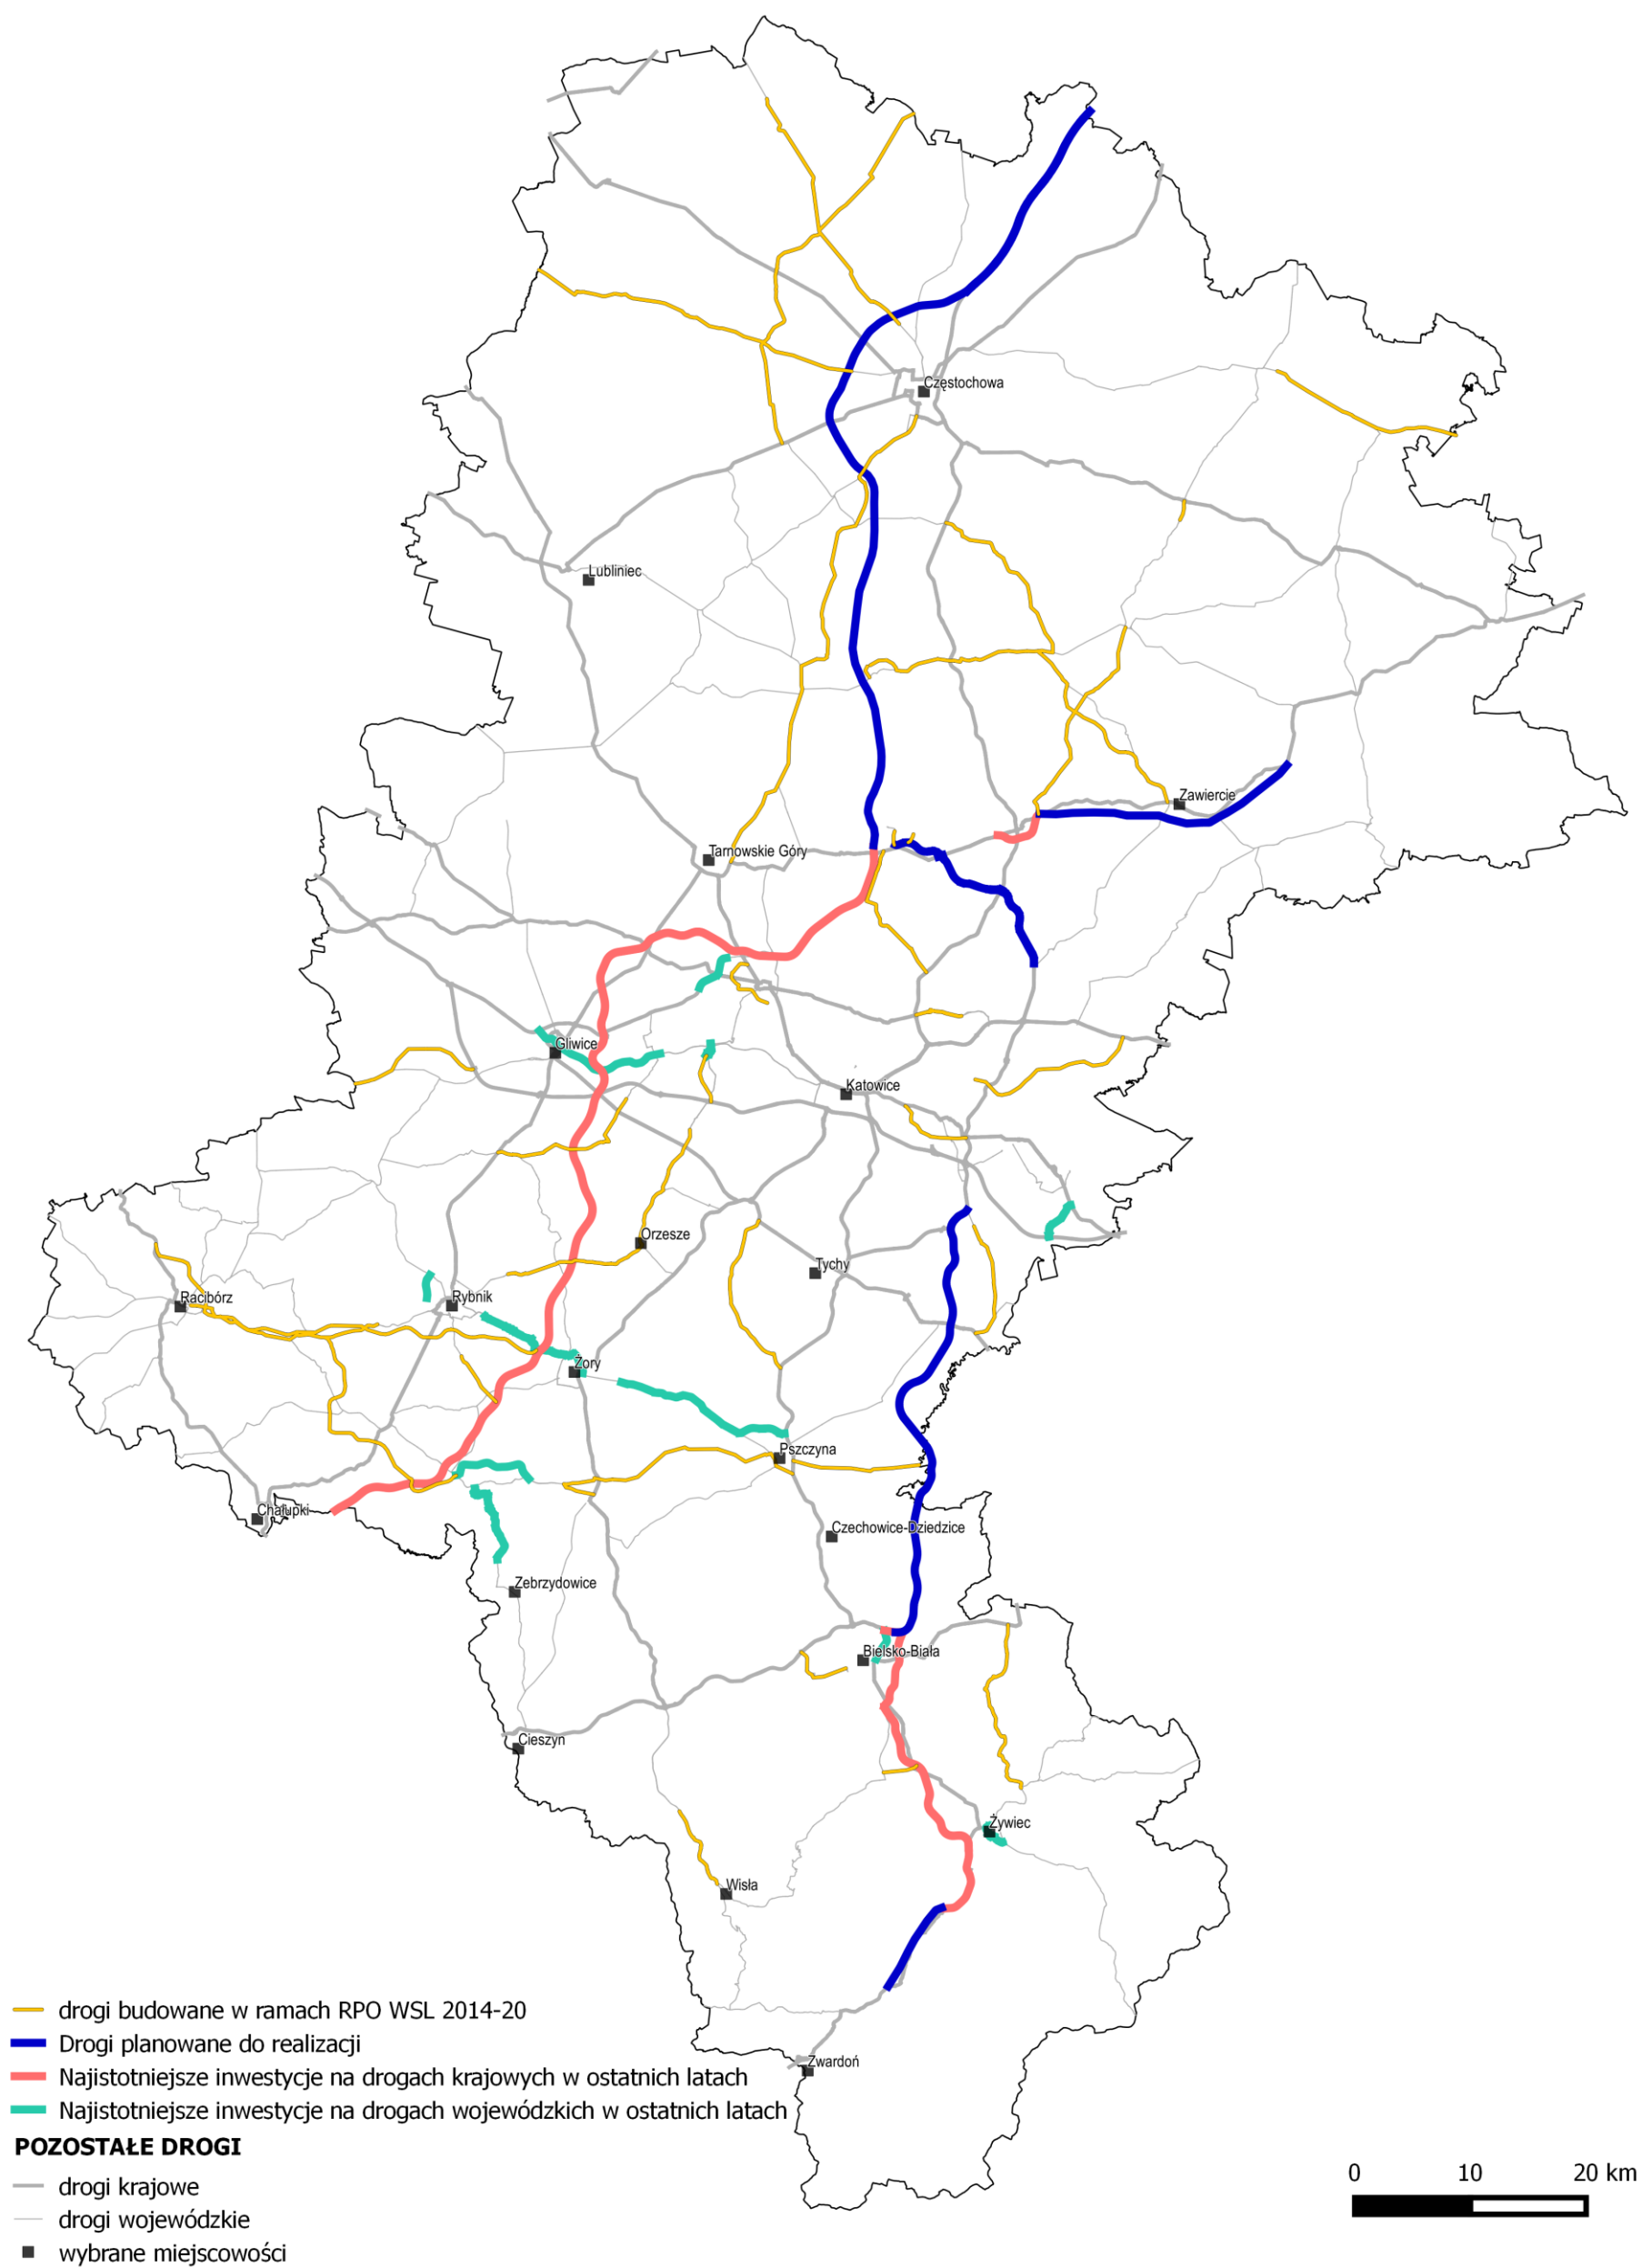 Częstochowa
Lubliniec
Zawiercie
Tarnowskie Góry
Gliwice
Katowice
Orzesze
Tychy
Racibórz
Rybnik
Żory
Pszczyna
Chałupki
Czechowice-Dziedzice
Zebrzydowice
Bielsko-Biała
Cieszyn
Żywiec
Wisła
Zwardoń
drogi budowane w ramach RPO WSL 2014-20
Drogi planowane do realizacji
Najistotniejsze inwestycje na drogach krajowych w ostatnich latach
Najistotniejsze inwestycje na drogach wojewódzkich w ostatnich latach
POZOSTAŁE DROGI
drogi krajowe
drogi wojewódzkie
wybrane miejscowości
0 10 20 km